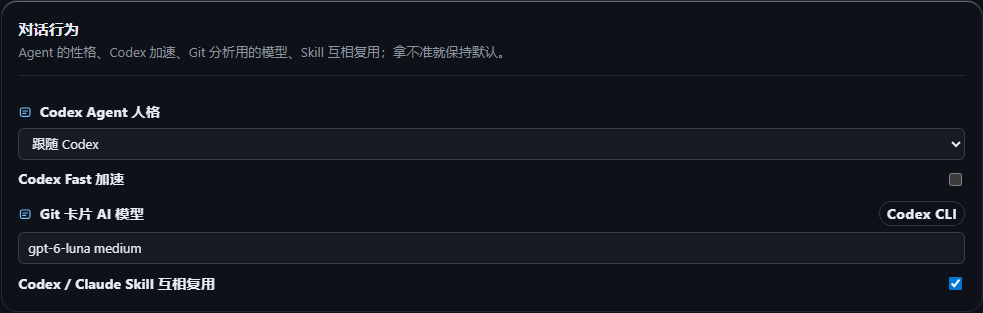 对话行为
Agent 的性格、Codex 加速、Git 分析用的模型、Skill 互相复用；拿不准就保持默认。
Codex Agent 人格
跟随 Codex
Codex Fast 加速
Git 卡片 AI 模型
Codex CLI
gpt-6-luna medium
Codex / Claude Skill 互相复用